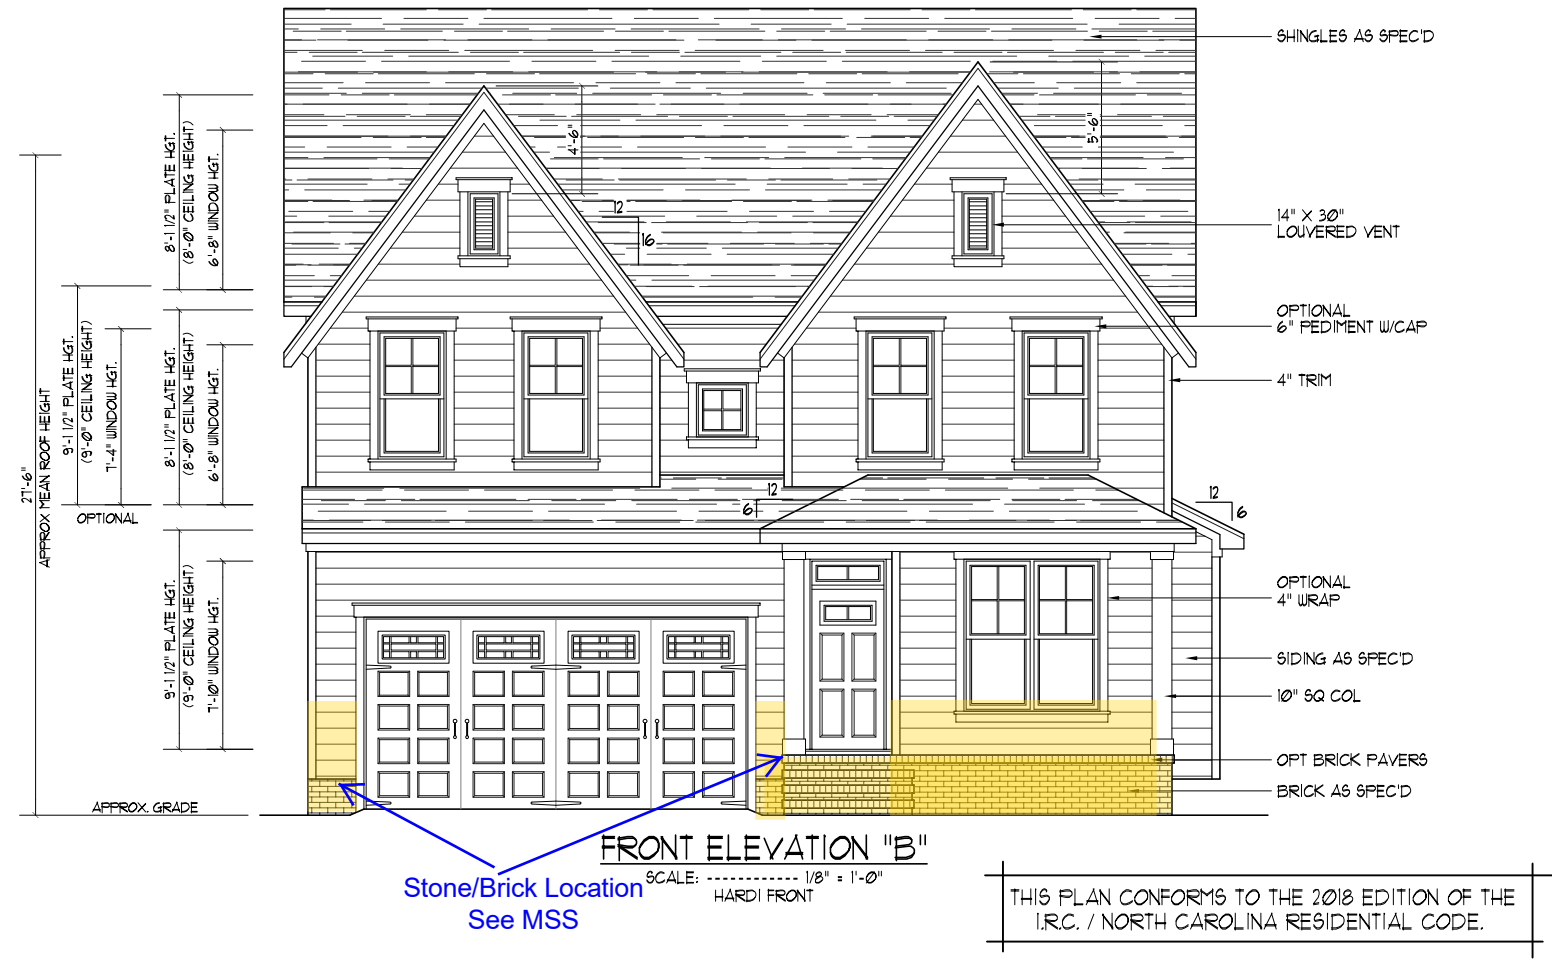 SHINGLES AS SPEC'D
4'-6"
5'-6"
12
16
14" X 30"
LOUVERED VENT
OPTIONAL
6" PEDIMENT W/CAP
4" TRIM
8'-1 1/2" PLATE HGT.
(8'-0" CEILING HEIGHT)
6'-8" WINDOW HGT.
9'-1 1/2" PLATE HGT.
(9'-0" CEILING HEIGHT)
7'-4" WINDOW HGT.
OPTIONAL
8'-1 1/2" PLATE HGT.
(8'-0" CEILING HEIGHT)
6'-8" WINDOW HGT.
27'-6"
APPROX MEAN ROOF HEIGHT
12
6
12
6
9'-1 1/2" PLATE HGT.
(9'-0" CEILING HEIGHT)
7'-10" WINDOW HGT.
OPTIONAL
4" WRAP
SIDING AS SPEC'D
10" SQ COL
OPT BRICK PAVERS
BRICK AS SPEC'D
APPROX. GRADE
FRONT ELEVATION "B"
SCALE: ----------- 1/8" = 1'-0"
HARDI FRONT
Stone/Brick Location
See MSS
THIS PLAN CONFORMS TO THE 2018 EDITION OF THE
I.R.C. / NORTH CAROLINA RESIDENTIAL CODE.